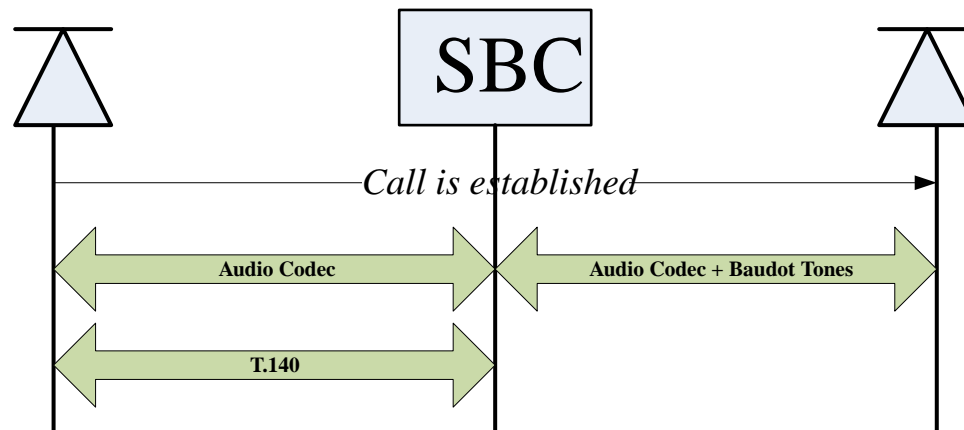 SBC
Call is established
Audio Codec
Audio Codec + Baudot Tones
T.140